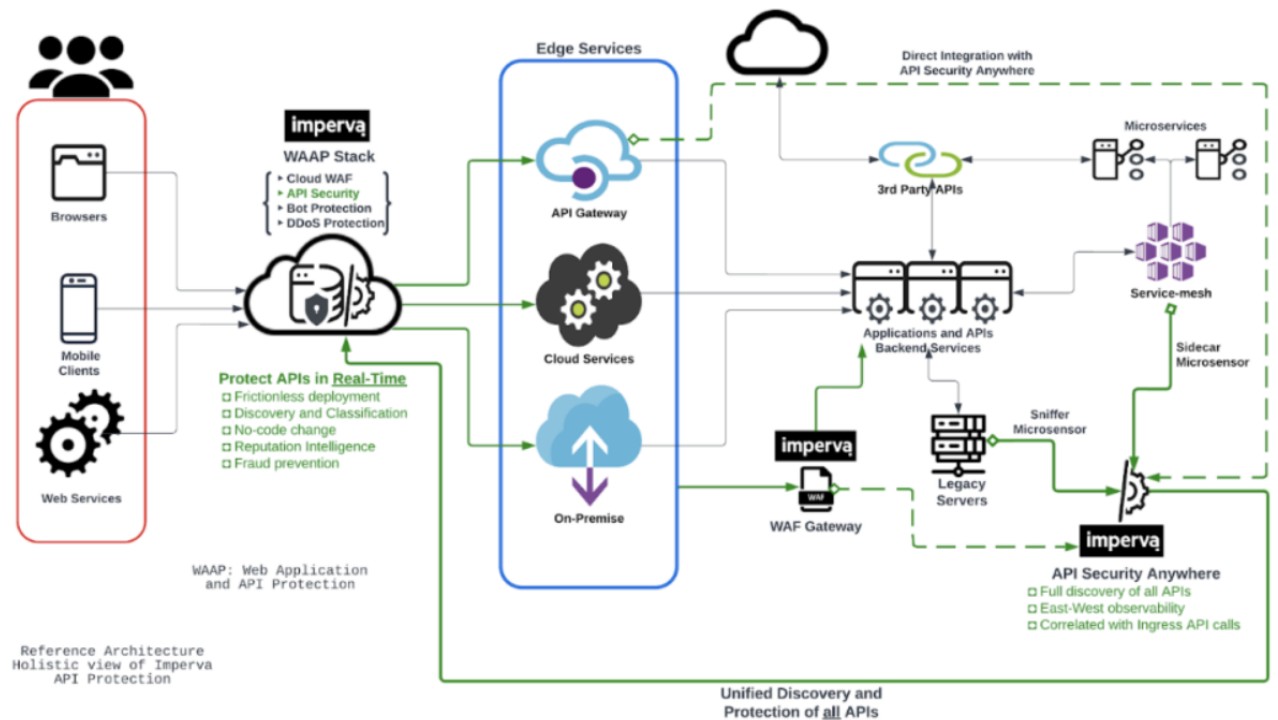 Edge Services
Direct Integration with
API Security Anywhere
imperva
WAAP Stack
Cloud WAF
API Security
Bot Protection
DDoS Protection
Microservices
3rd Party APIs
Browsers
API Gateway
Service-mesh
Mobile
Clients
Cloud Services
Applications and APIs
Backend Services
Sidecar
Microsensor
Protect APIs in Real-Time
Frictionless deployment
Discovery and Classification
No-code change
Reputation Intelligence
Fraud prevention
Web Services
On-Premise
imperva
WAF
WAF Gateway
Sniffer
Microsensor
Legacy
Servers
imperva
API Security Anywhere
Full discovery of all APIs
East-West observability
Correlated with Ingress API calls
WAAP: Web Application
and API Protection
Reference Architecture
Holistic view of Imperva
API Protection
Unified Discovery and
Protection of all APIs